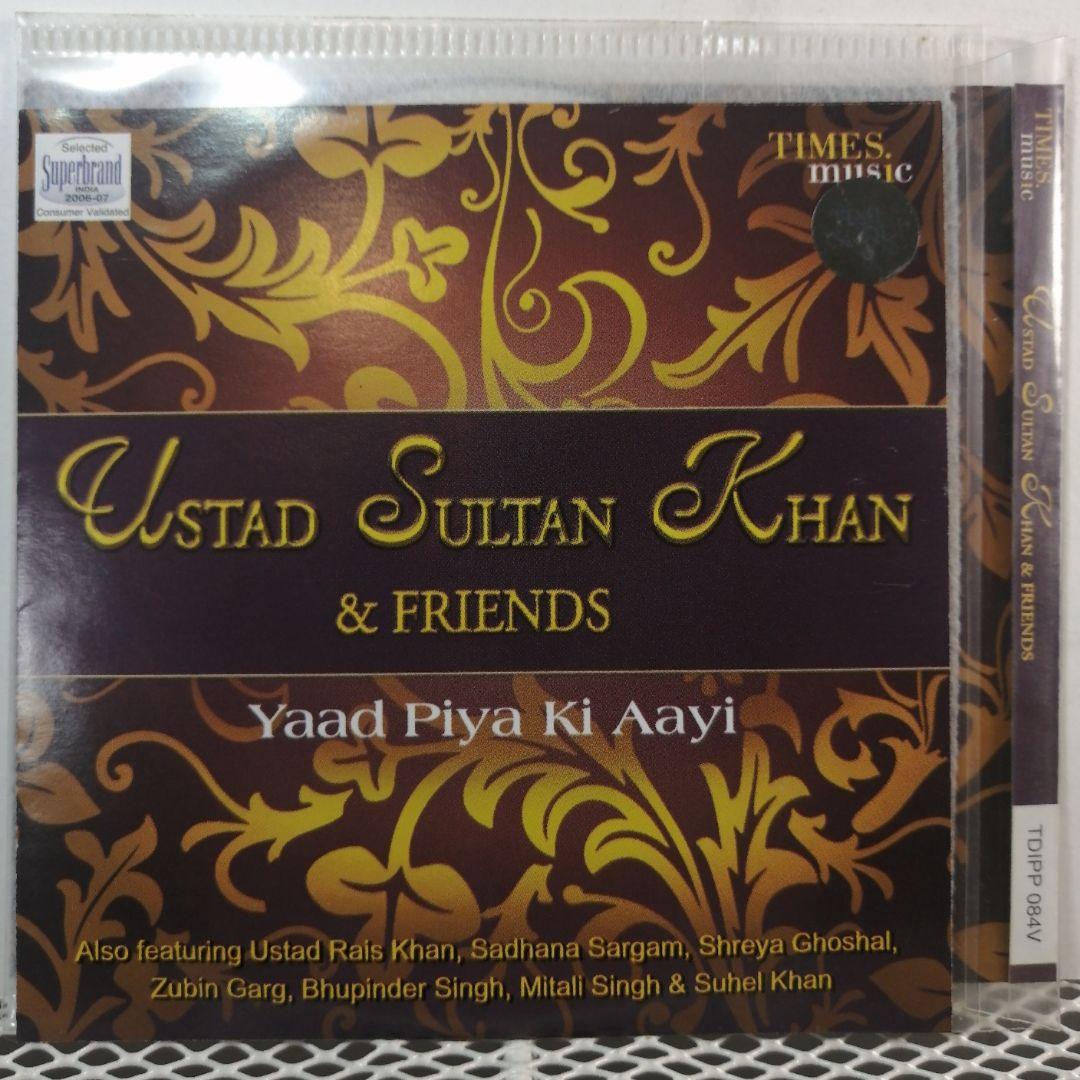 Selected
Superbrand
INDIA
2006-07
Consumer Validated
TIMES.
music
USTAD SULTAN KHAN
& FRIENDS
Yaad Piya Ki Aayi
Also featuring Ustad Rais Khan, Sadhana Sargam, Shreya Ghoshal,
Zubin Garg, Bhupinder Singh, Mitali Singh & Suhel Khan
TIMES.
music
USTAD SULTAN KHAN & FRIENDS
TDIPP 084V